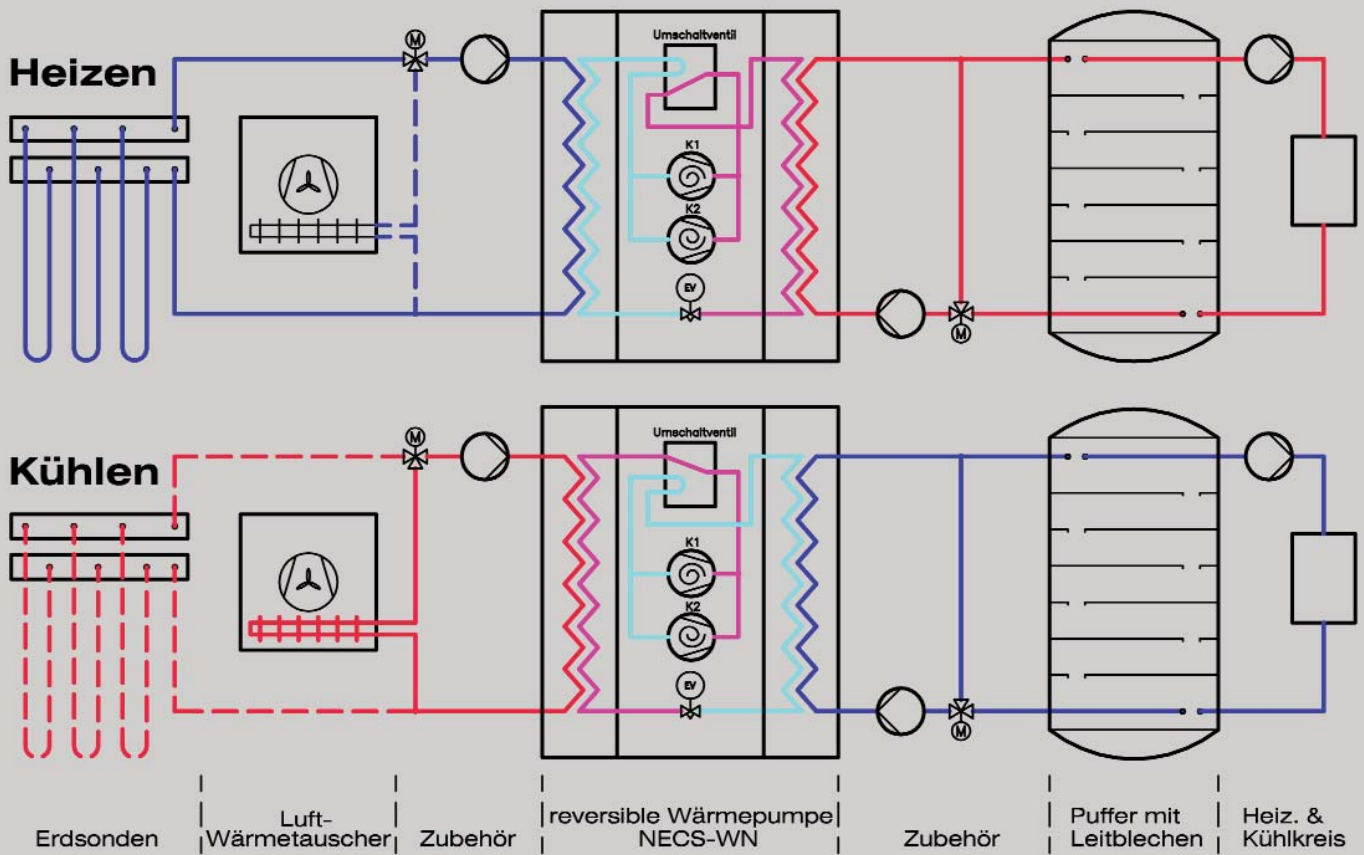 Heizen
M
Umschaltventil
K1
K2
EV
M
Kühlen
M
Umschaltventil
K1
K2
EV
M
Erdsonden
Luft-
Wärmetauscher
Zubehör
reversible Wärmepumpe
NECS-WN
Zubehör
Puffer mit
Leitblechen
Heiz. &
Kühlkreis